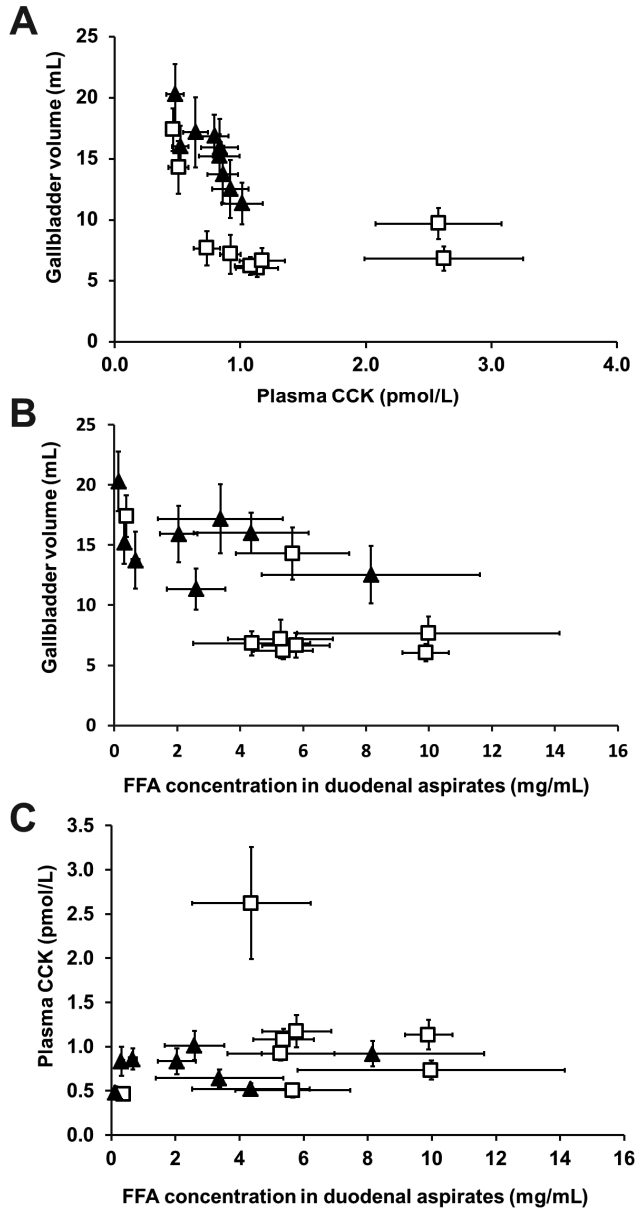 A
25
20
15
10
5
0
Gallbladder volume (mL)
0.0 1.0 2.0 3.0 4.0
Plasma CCK (pmol/L)
B
25
20
15
10
5
0
Gallbladder volume (mL)
0 2 4 6 8 10 12 14 16
FFA concentration in duodenal aspirates (mg/mL)
C
3.5
3.0
2.5
2.0
1.5
1.0
0.5
0.0
Plasma CCK (pmol/L)
0 2 4 6 8 10 12 14 16
FFA concentration in duodenal aspirates (mg/mL)